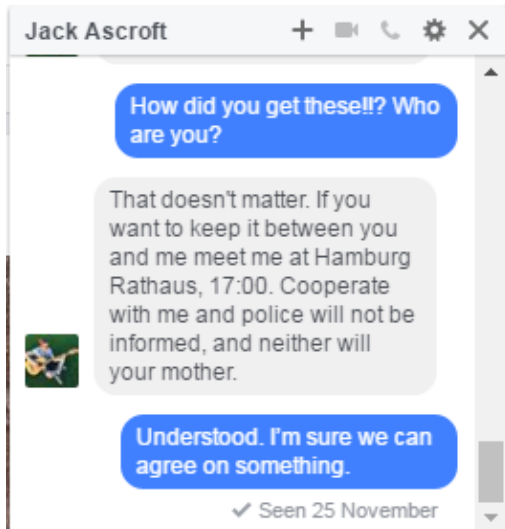 Jack Ascroft
How did you get these!!? Who
are you?
That doesn't matter. If you
want to keep it between you
and me meet me at Hamburg
Rathaus, 17:00. Cooperate
with me and police will not be
informed, and neither will
your mother.
Understood. I'm sure we can
agree on something.
Seen 25 November